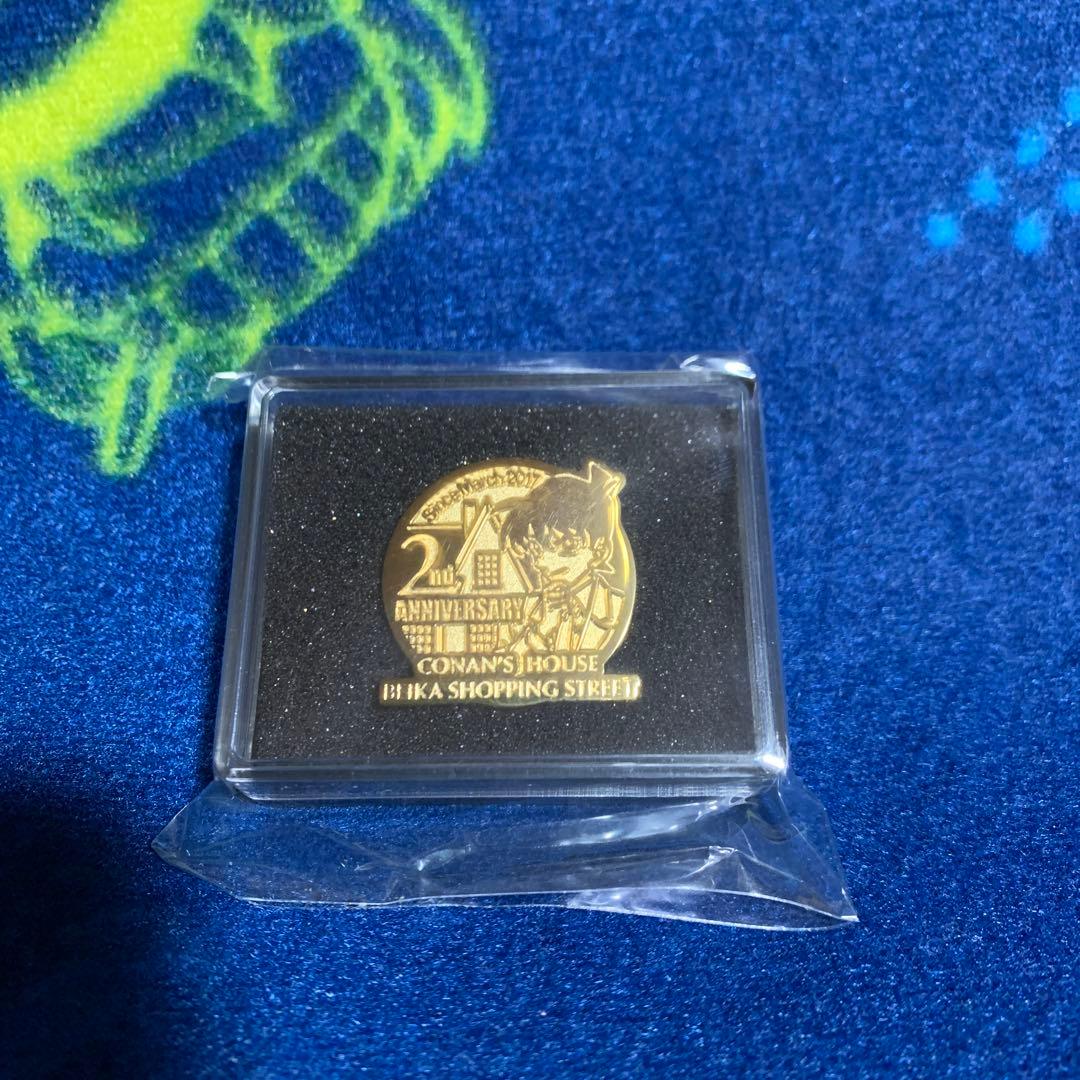 Since March 2017
2nd
ANNIVERSARY
CONAN'S HOUSE
BEIKA SHOPPING STREET